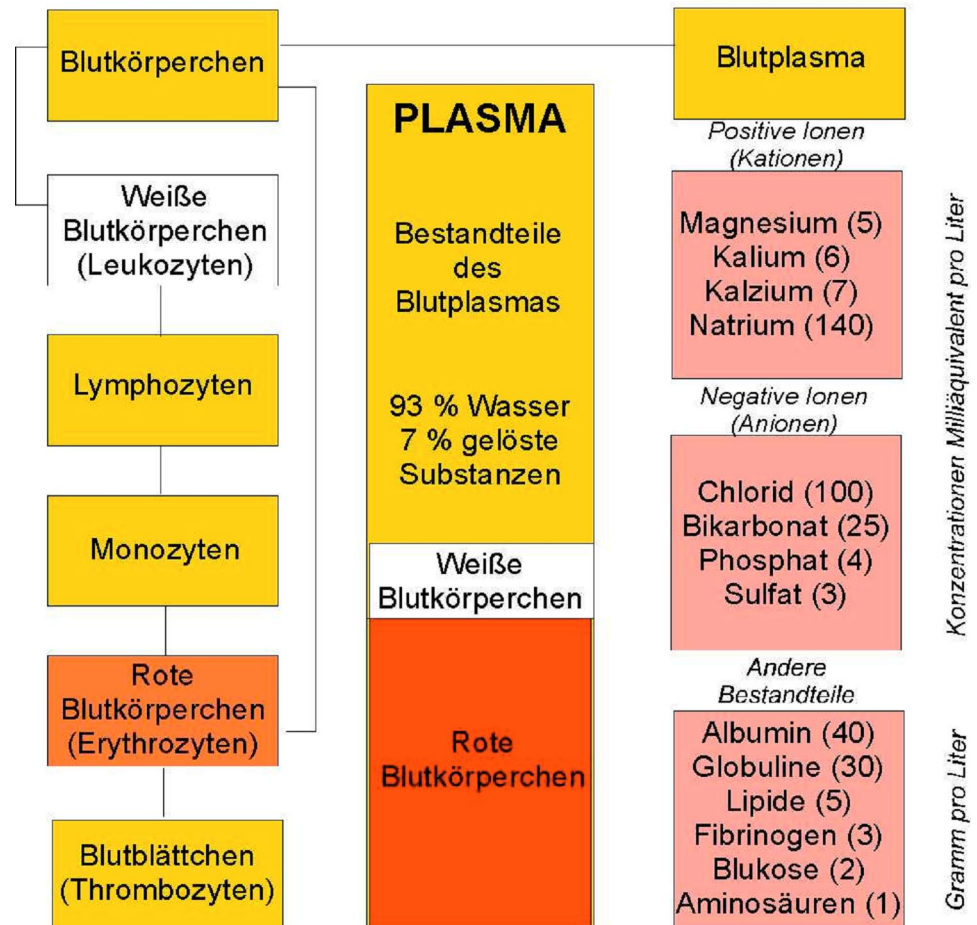 Blutkörperchen
Weiße
Blutkörperchen
(Leukozyten)
Lymphozyten
Monozyten
Rote
Blutkörperchen
(Erythrozyten)
Blutblättchen
(Thrombozyten)
PLASMA
Bestandteile
des
Blutplasmas
93 % Wasser
7 % gelöste
Substanzen
Weiße
Blutkörperchen
Rote
Blutkörperchen
Blutplasma
Positive Ionen
(Kationen)
Magnesium (5)
Kalium (6)
Kalzium (7)
Natrium (140)
Negative Ionen
(Anionen)
Chlorid (100)
Bikarbonat (25)
Phosphat (4)
Sulfat (3)
Andere
Bestandteile
Albumin (40)
Globuline (30)
Lipide (5)
Fibrinogen (3)
Blukose (2)
Aminosäuren (1)
Konzentrationen Milliäquivalent pro Liter
Gramm pro Liter